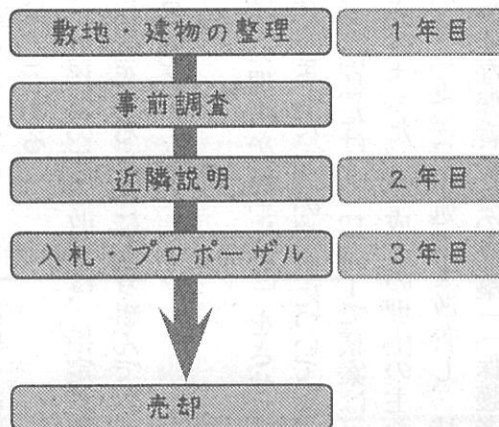 敷地・建物の整理 1年目
事前調査
近隣説明 2年目
入札・プロポーザル 3年目
売却